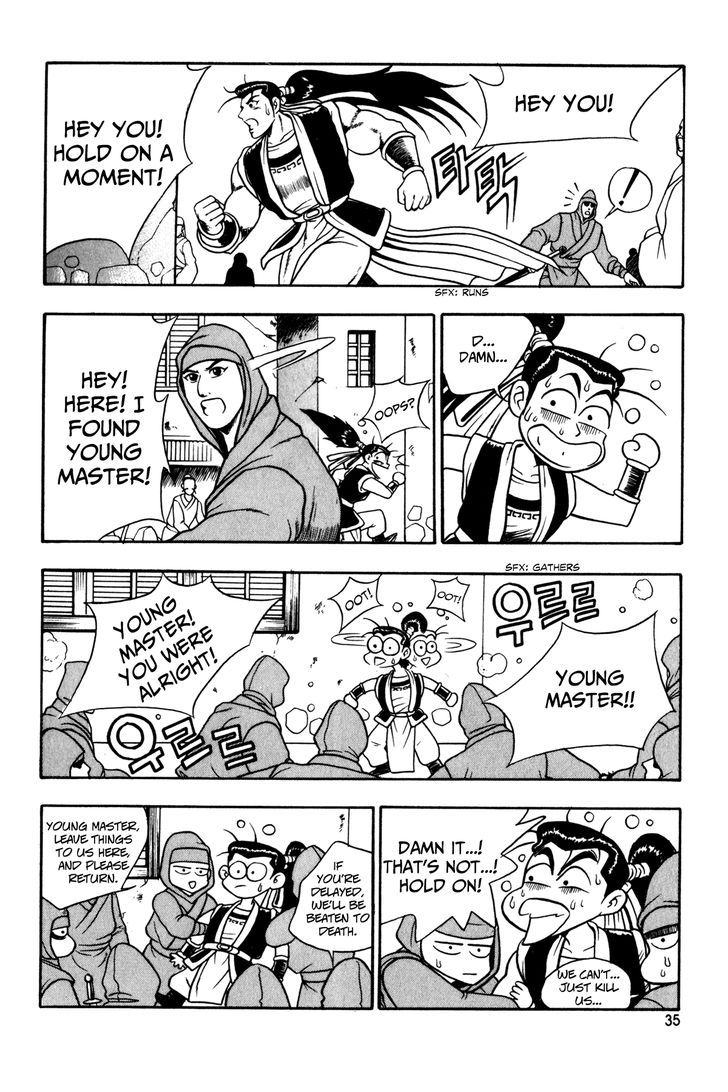 HEY YOU!
HEY YOU!
HOLD ON A
MOMENT!
타탁
!
SFX: RUNS
HEY!
HERE! I
FOUND
YOUNG
MASTER!
OOPS?
D...
DAMN...
SFX: GATHERS
YOUNG
MASTER!
YOU WERE
ALRIGHT!
OOT!
OOT!
우르르
YOUNG
MASTER!!
우르르
YOUNG MASTER,
LEAVE THINGS
TO US HERE,
AND PLEASE
RETURN.
IF
YOU'RE
DELAYED,
WE'LL BE
BEATEN TO
DEATH.
DAMN IT...!
THAT'S NOT...!
HOLD ON!
WE CAN'T...
JUST KILL
US...
35